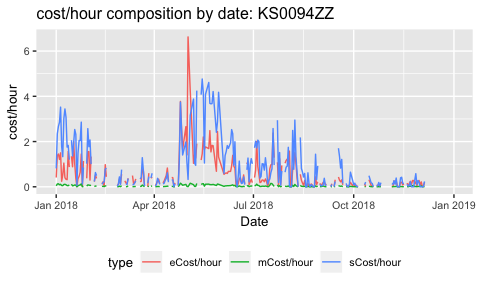 cost/hour composition by date: KS0094ZZ
cost/hour
6
4
2
0
Jan 2018 Apr 2018 Jul 2018 Oct 2018 Jan 2019
Date
type eCost/hour mCost/hour sCost/hour